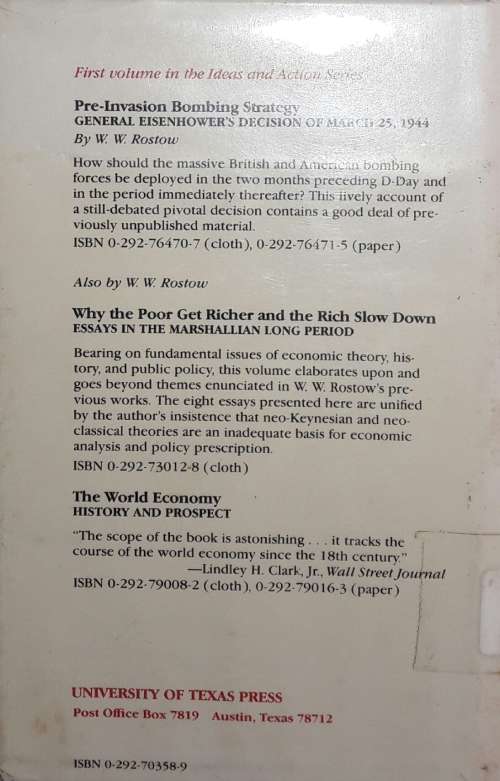 First volume in the Ideas and Action Series
Pre-Invasion Bombing Strategy
GENERAL EISENHOWER'S DECISION OF MARCH 25, 1944
By W. W. Rostow
How should the massive British and American bombing
forces be deployed in the two months preceding D-Day and
in the period immediately thereafter? This lively account of
a still-debated pivotal decision contains a good deal of pre-
viously unpublished material.
ISBN 0-292-76470-7 (cloth), 0-292-76471-5 (paper)
Also by W. W. Rostow
Why the Poor Get Richer and the Rich Slow Down
ESSAYS IN THE MARSHALLIAN LONG PERIOD
Bearing on fundamental issues of economic theory, his-
tory, and public policy, this volume elaborates upon and
goes beyond themes enunciated in W. W. Rostow's pre-
vious works. The eight essays presented here are unified
by the author's insistence that neo-Keynesian and neo-
classical theories are an inadequate basis for economic
analysis and policy prescription.
ISBN 0-292-73012-8 (cloth)
The World Economy
HISTORY AND PROSPECT
"The scope of the book is astonishing . . . it tracks the
course of the world economy since the 18th century."
—Lindley H. Clark, Jr., Wall Street Journal
ISBN 0-292-79008-2 (cloth), 0-292-79016-3 (paper)
UNIVERSITY OF TEXAS PRESS
Post Office Box 7819 Austin, Texas 78712
ISBN 0-292-70358-9